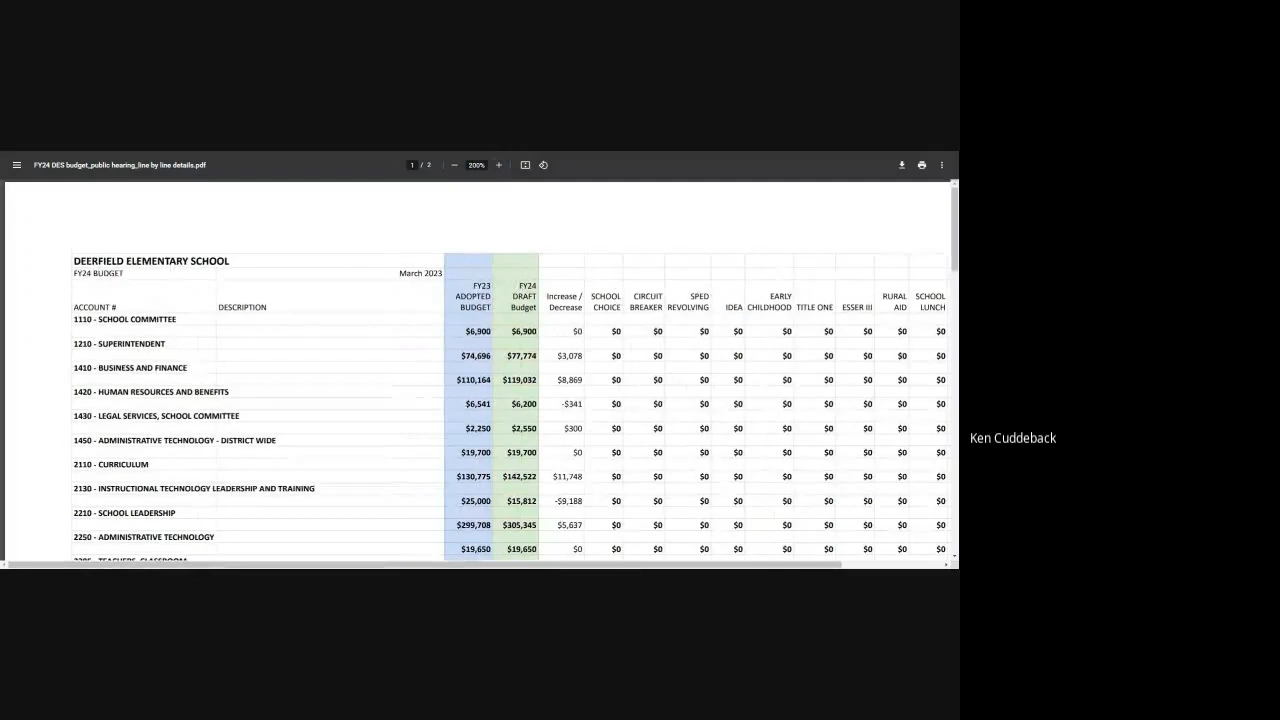 FY24 DES budget_public hearing_line by line details.pdf 1 / 2 200%
DEERFIELD ELEMENTARY SCHOOL
FY24 BUDGET March 2023
ACCOUNT # DESCRIPTION FY23 ADOPTED BUDGET FY24 DRAFT Budget Increase / Decrease SCHOOL CHOICE CIRCUIT BREAKER SPED REVOLVING IDEA EARLY CHILDHOOD TITLE ONE ESSER III RURAL AID SCHOOL LUNCH
1110 - SCHOOL COMMITTEE
$6,900 $6,900 $0 $0 $0 $0 $0 $0 $0 $0 $0 $0
1210 - SUPERINTENDENT
$74,696 $77,774 $3,078 $0 $0 $0 $0 $0 $0 $0 $0 $0
1410 - BUSINESS AND FINANCE
$110,164 $119,032 $8,869 $0 $0 $0 $0 $0 $0 $0 $0 $0
1420 - HUMAN RESOURCES AND BENEFITS
$6,541 $6,200 -$341 $0 $0 $0 $0 $0 $0 $0 $0 $0
1430 - LEGAL SERVICES, SCHOOL COMMITTEE
$2,250 $2,550 $300 $0 $0 $0 $0 $0 $0 $0 $0 $0
1450 - ADMINISTRATIVE TECHNOLOGY - DISTRICT WIDE
$19,700 $19,700 $0 $0 $0 $0 $0 $0 $0 $0 $0 $0
2110 - CURRICULUM
$130,775 $142,522 $11,748 $0 $0 $0 $0 $0 $0 $0 $0 $0
2130 - INSTRUCTIONAL TECHNOLOGY LEADERSHIP AND TRAINING
$25,000 $15,812 -$9,188 $0 $0 $0 $0 $0 $0 $0 $0 $0
2210 - SCHOOL LEADERSHIP
$299,708 $305,345 $5,637 $0 $0 $0 $0 $0 $0 $0 $0 $0
2250 - ADMINISTRATIVE TECHNOLOGY
$19,650 $19,650 $0 $0 $0 $0 $0 $0 $0 $0 $0 $0
Ken Cuddeback